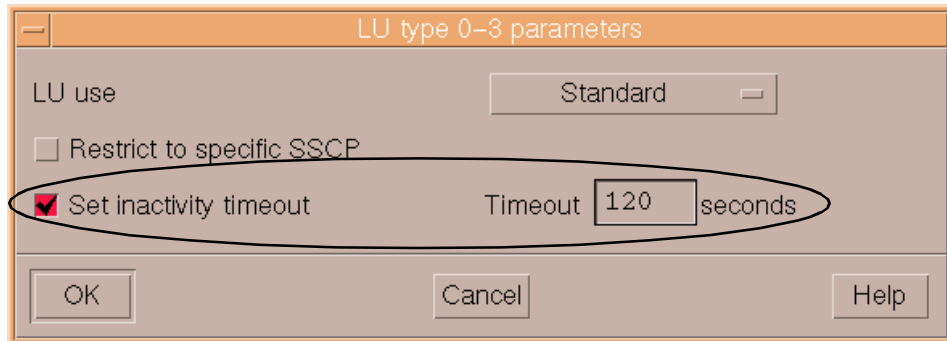 LU type 0–3 parameters
LU use Standard
Restrict to specific SSCP
Set inactivity timeout Timeout 120 seconds
OK Cancel Help